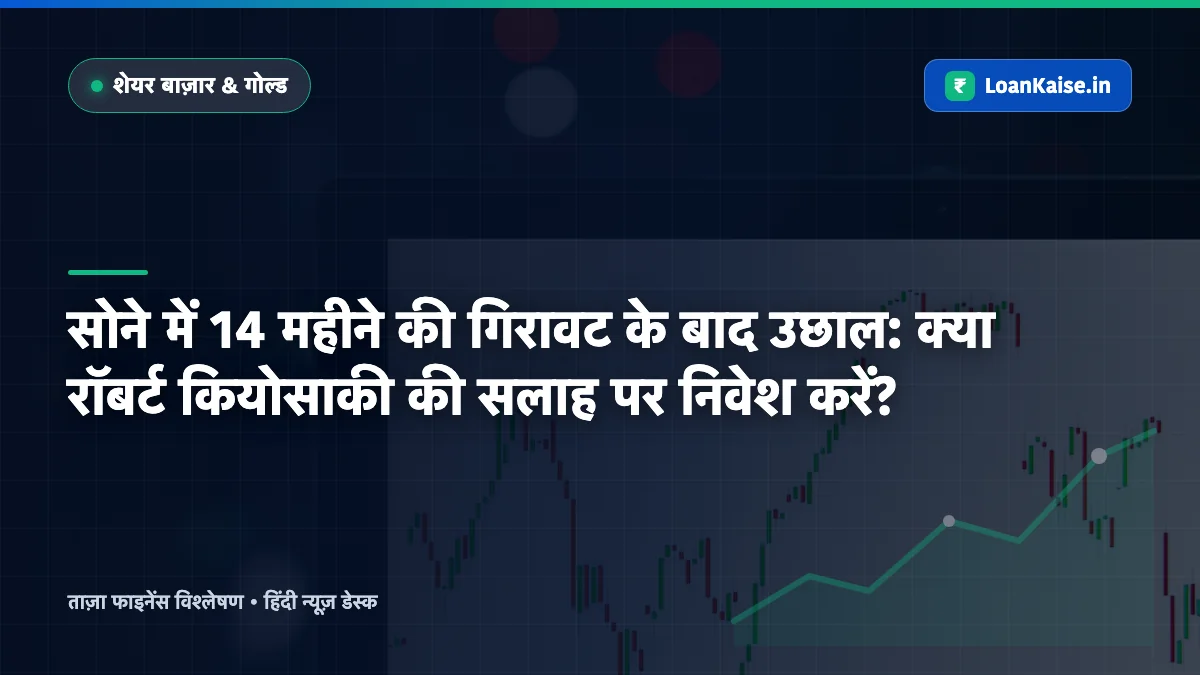 शेयर बाज़ार & गोल्ड
₹ LoanKaise.in
सोने में 14 महीने की गिरावट के बाद उछाल: क्या
रॉबर्ट कियोसाकी की सलाह पर निवेश करें?
ताज़ा फाइनेंस विश्लेषण • हिंदी न्यूज़ डेस्क